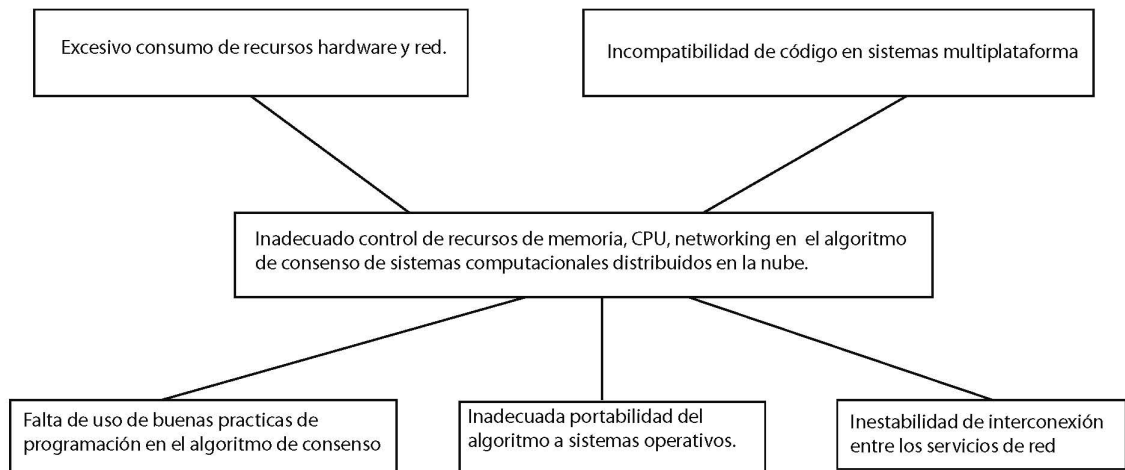 Excesivo consumo de recursos hardware y red.
Incompatibilidad de código en sistemas multiplataforma
Inadecuado control de recursos de memoria, CPU, networking en el algoritmo
de consenso de sistemas computacionales distribuidos en la nube.
Falta de uso de buenas practicas de
programación en el algoritmo de consenso
Inadecuada portabilidad del
algoritmo a sistemas operativos.
Inestabilidad de interconexión
entre los servicios de red